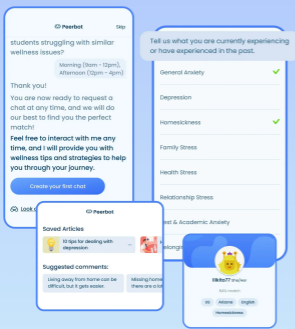 Peerbot
Skip
students struggling with similar
wellness issues?
Morning (9am - 12pm),
Afternoon (12pm - 4pm)
Thank you!
You are now ready to request a
chat at any time, and we will do
our best to find you the perfect
match!
Feel free to interact with me any
time, and I will provide you with
wellness tips and strategies to help
you through your journey.
Create your first chat
Tell us what you are currently experiencing
or have experienced in the past.
General Anxiety
Depression
Homesickness
Family Stress
Health Stress
Relationship Stress
& Academic Anxiety
Peerbot
Saved Articles
10 tips for dealing with
depression
Suggested comments:
Living away from home can be
difficult, but it gets easier.
Missing home
there are a lo
English
Homesickness